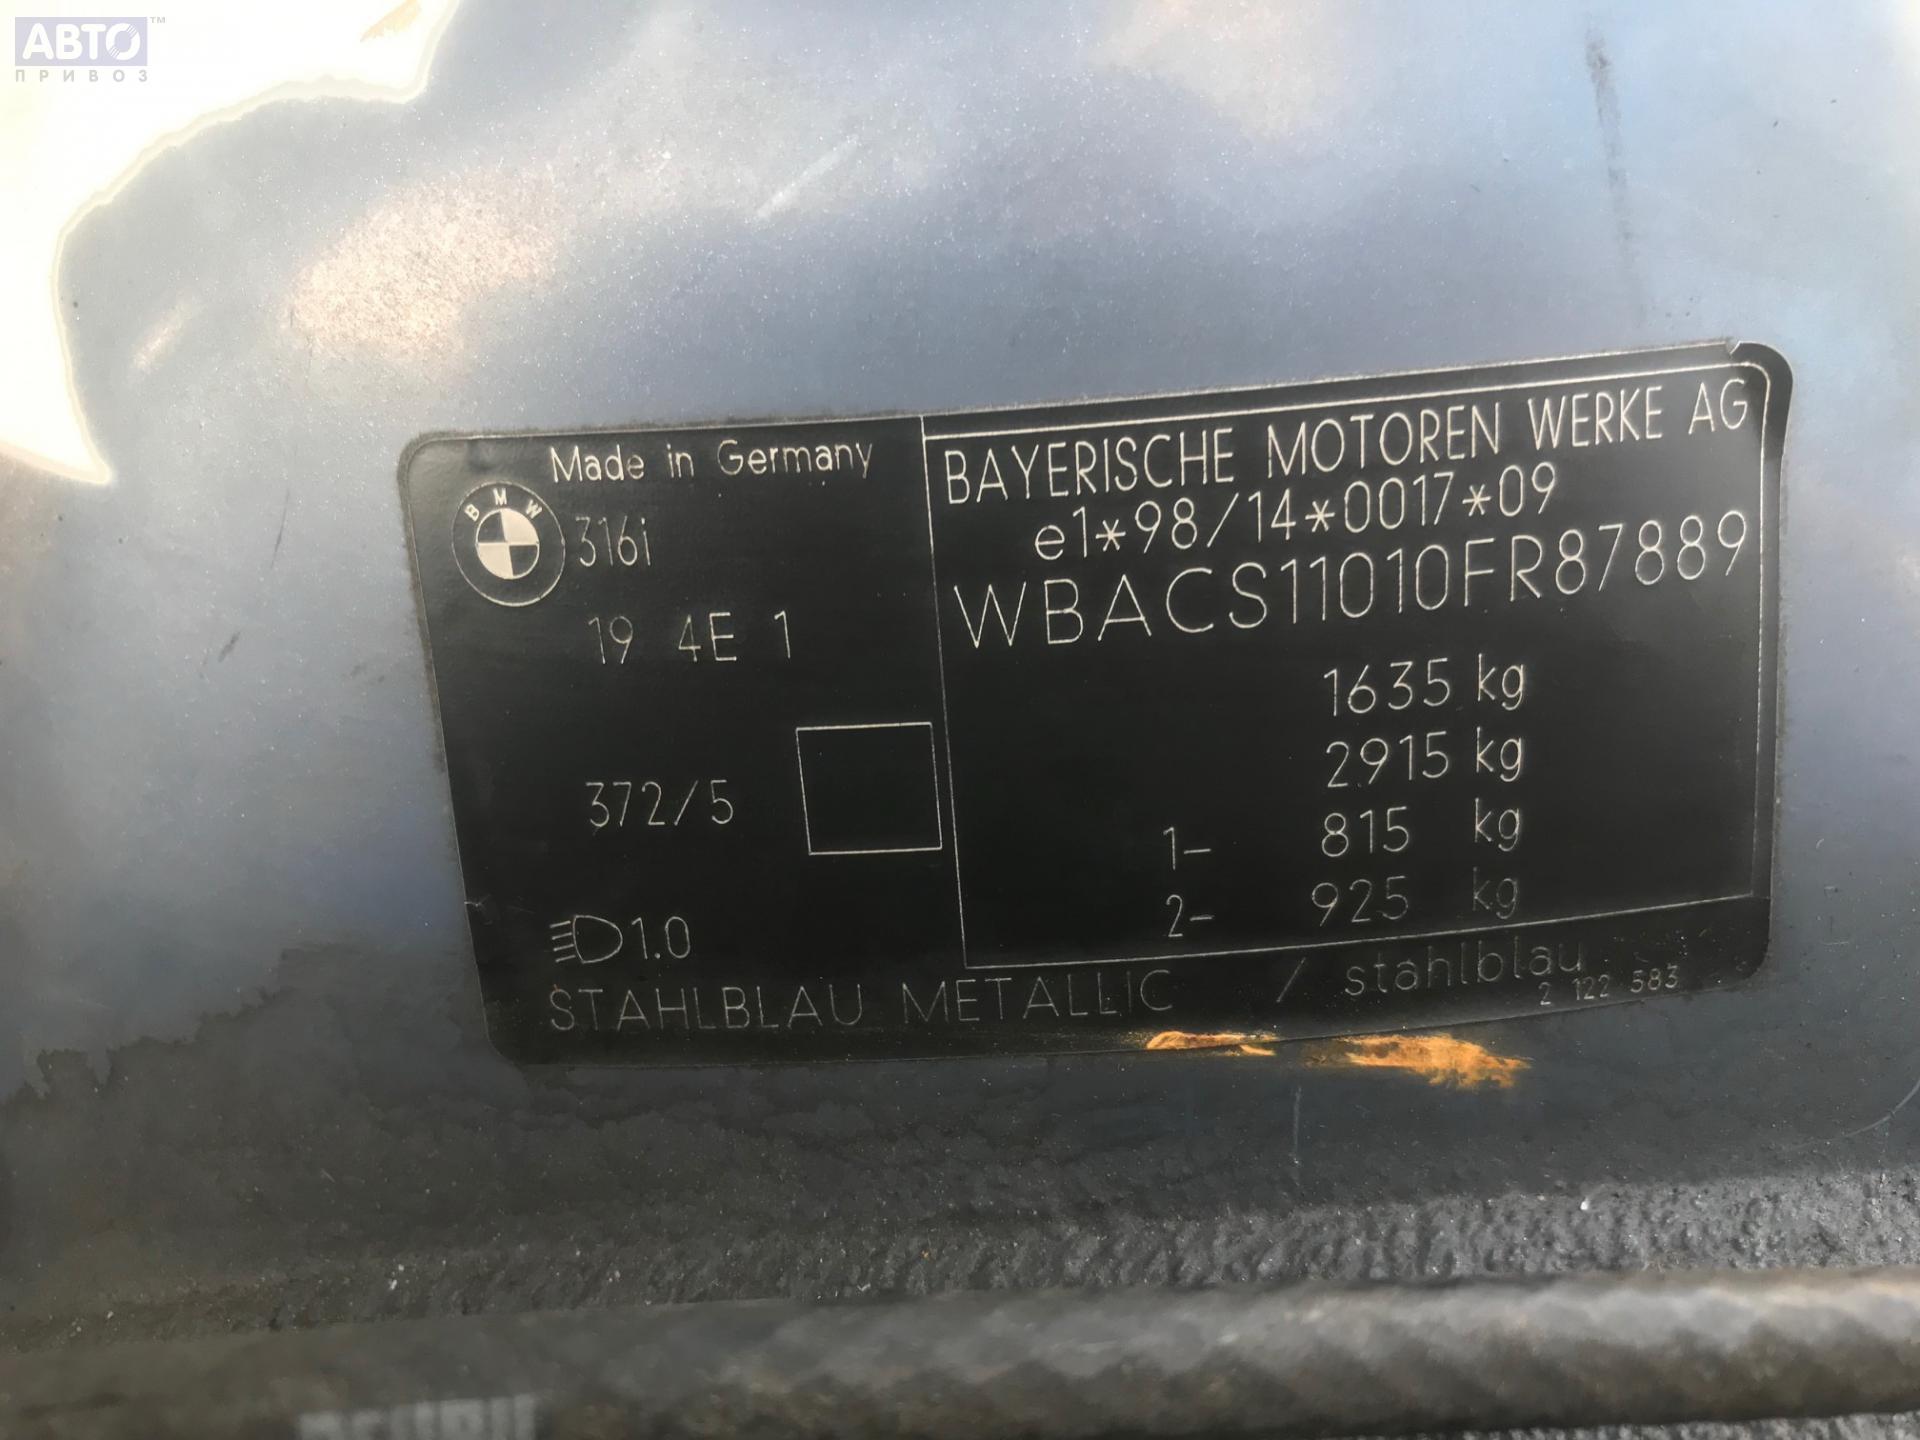 АВТО™
ПРИВОЗ
Made in Germany
BMW
316i
19 4E 1
372/5
1.0
BAYERISCHE MOTOREN WERKE AG
e1*98/14*0017*09
WBACS11010FR87889
1635 kg
2915 kg
1- 815 kg
2- 925 kg
STAHLBLAU METALLIC / stahlblau
2 122 583